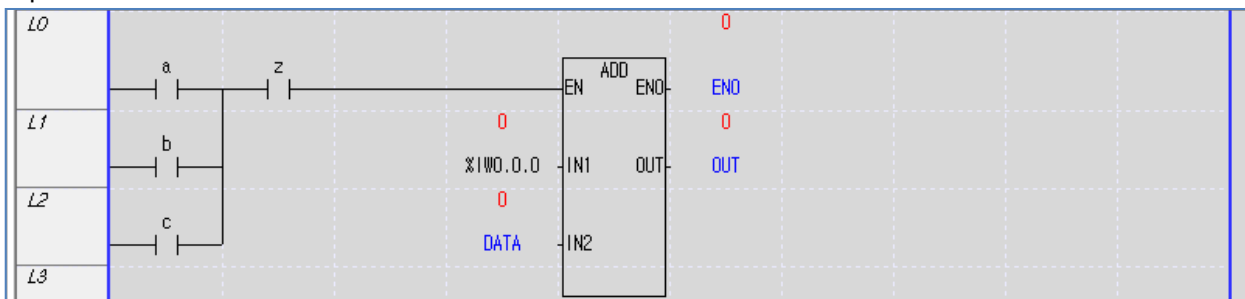 L0 0
a z ADD
EN ENO ENO
L1 0 0
b
%IW0.0.0 IN1 OUT OUT
L2 0
c
DATA IN2
L3